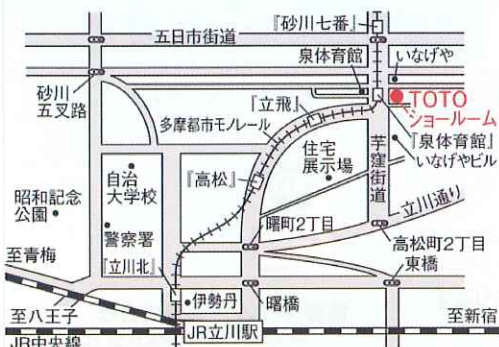 『砂川七番』
五日市街道
泉体育館
いなげや
砂川
五叉路
『立飛』
TOTO
ショールーム
多摩都市モノレール
『泉体育館』
いなげやビル
住宅
展示場
芋窪街道
自治
大学校
『高松』
昭和記念
公園
立川通り
警察署
曙町2丁目
高松町2丁目
至青梅
『立川北』
東橋
伊勢丹
曙橋
至八王子
至新宿
JR立川駅
JR中央線